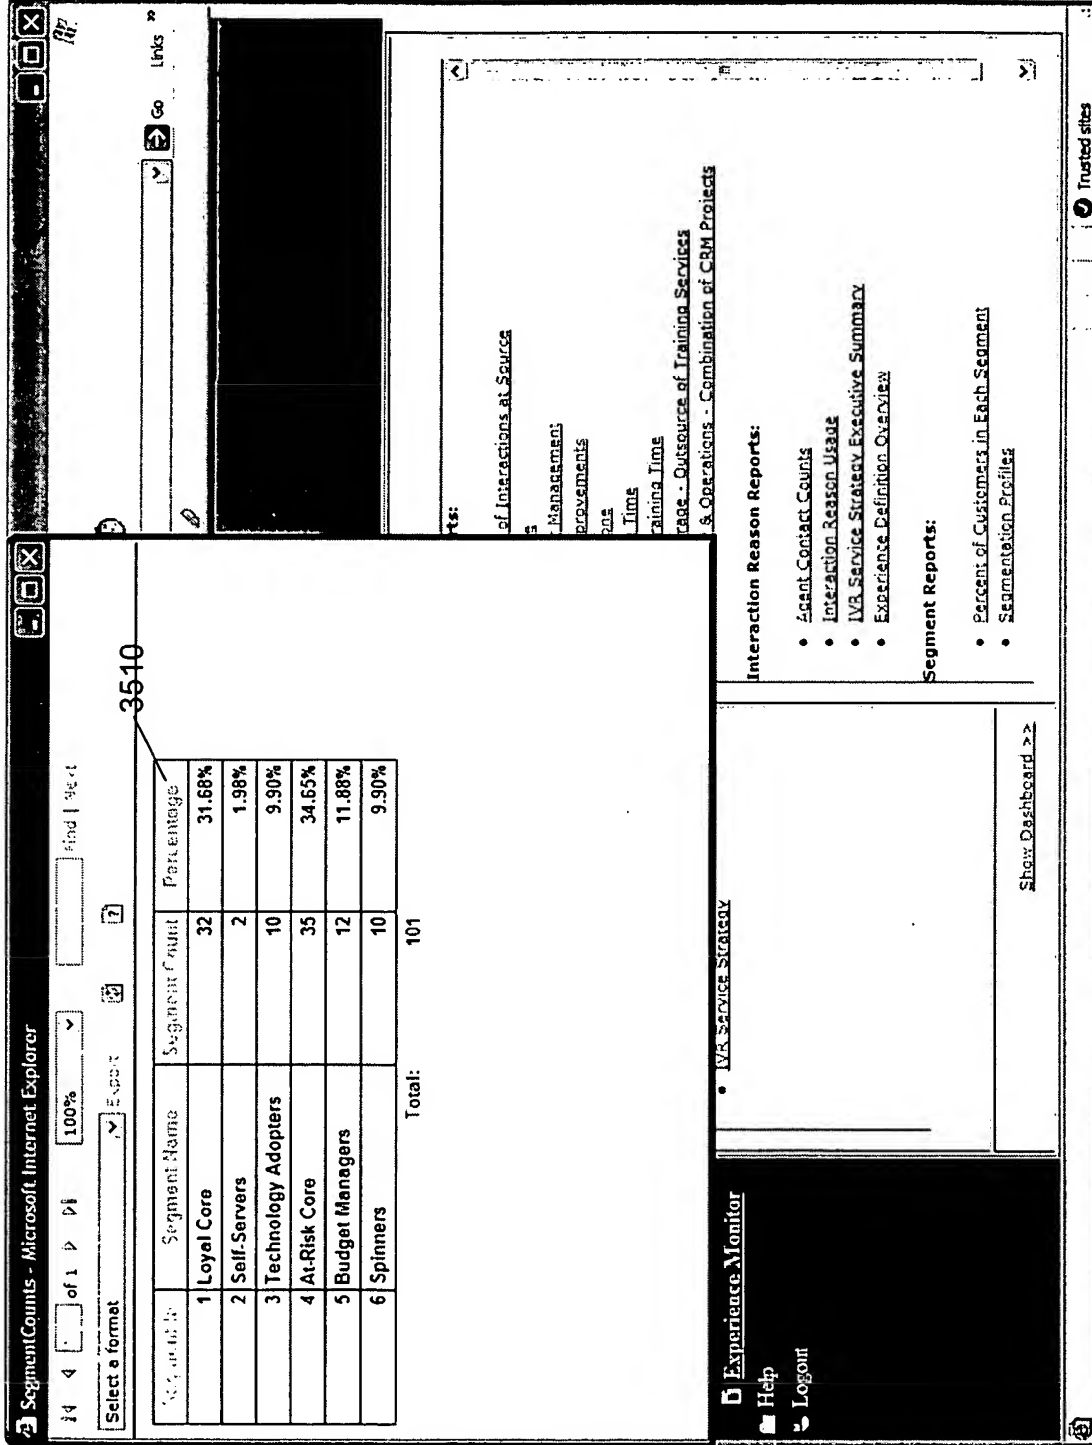 SegmentCounts - Microsoft Internet Explorer
of 1 100% Find | Next
Select a format Export
3510
Segment Name Segment Count Percentage
1 Loyal Core 32 31.68%
2 Self-Servers 2 1.98%
3 Technology Adopters 10 9.90%
4 At-Risk Core 35 34.65%
5 Budget Managers 12 11.88%
6 Spinners 10 9.90%
Total: 101
Go Links »
rts:
of Interactions at Source
Management
provements
one
Time
raining Time
rage - Outsource of Training Services
& Operations - Combination of CRM Projects
Interaction Reason Reports:
• Agent Contact Counts
• Interaction Reason Usage
• IVR Service Strategy Executive Summary
• Experience Definition Overview
Segment Reports:
• Percent of Customers in Each Segment
• Segmentation Profiles
• IVR Service Strategy
Show Dashboard >>
Experience Monitor
Help
Logout
Trusted sites